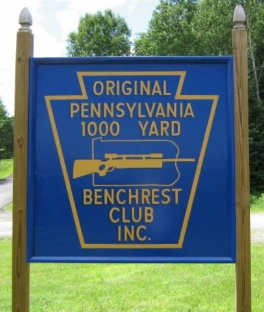 ORIGINAL
PENNSYLVANIA
1000 YARD
BENCHREST
CLUB
INC.